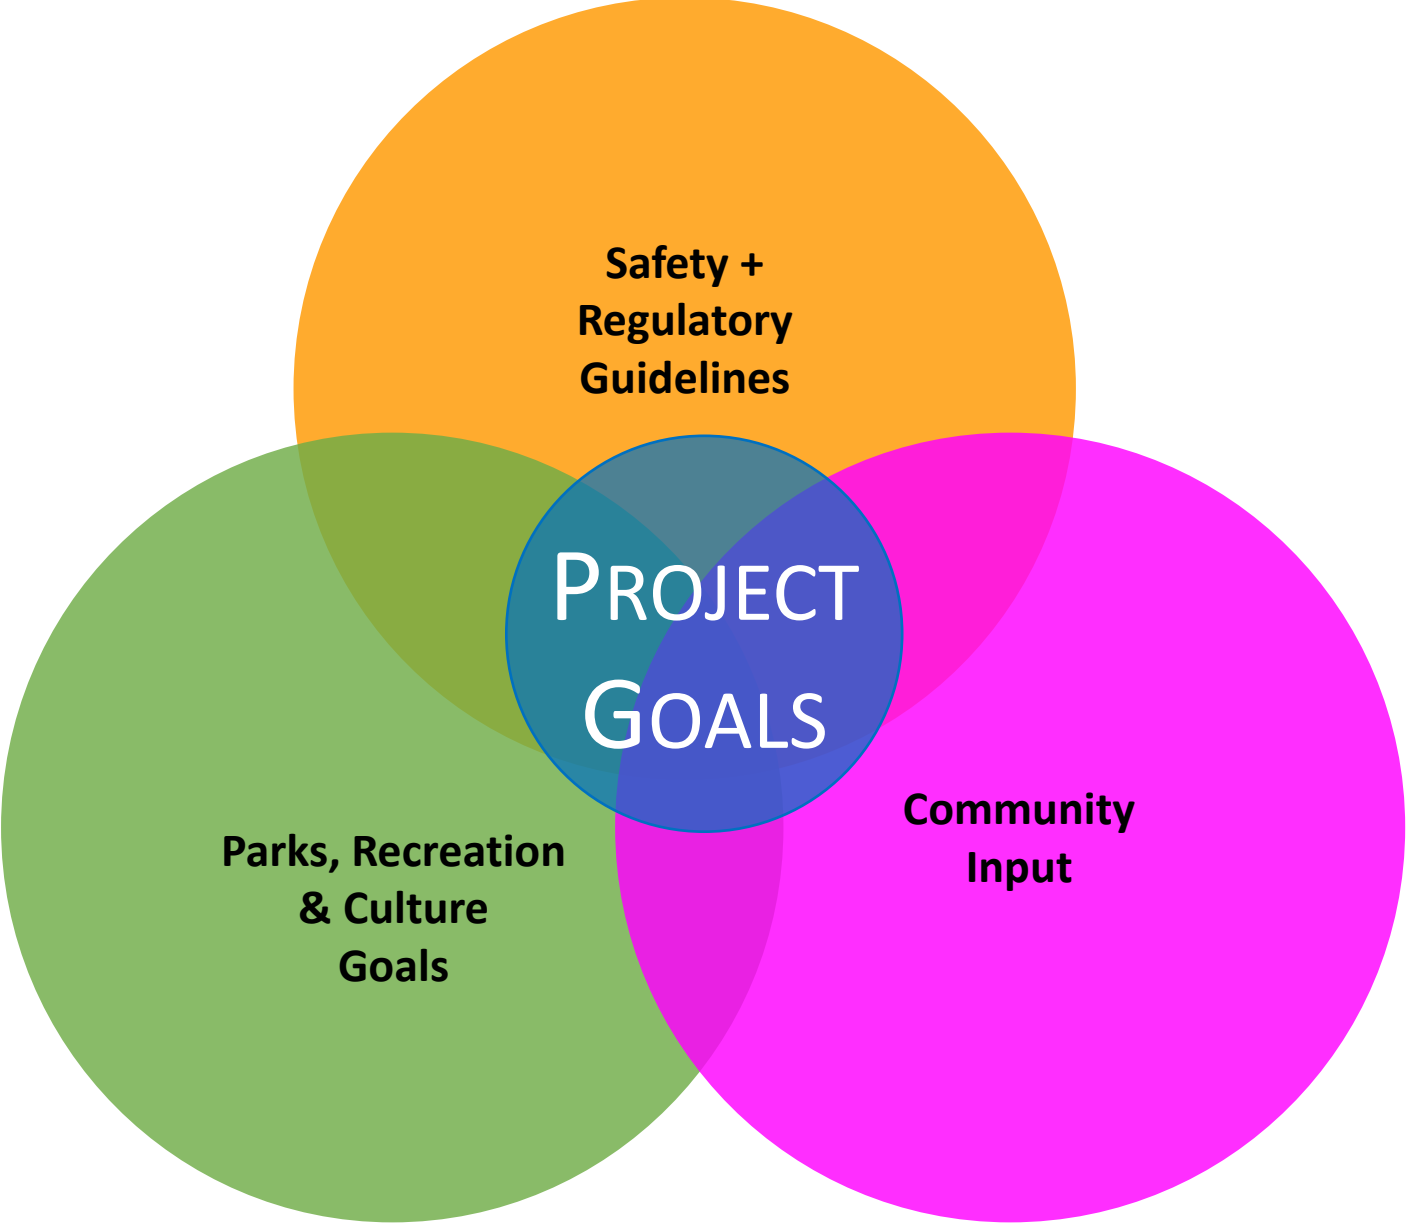 Safety +
Regulatory
Guidelines
PROJECT
GOALS
Parks, Recreation
& Culture
Goals
Community
Input